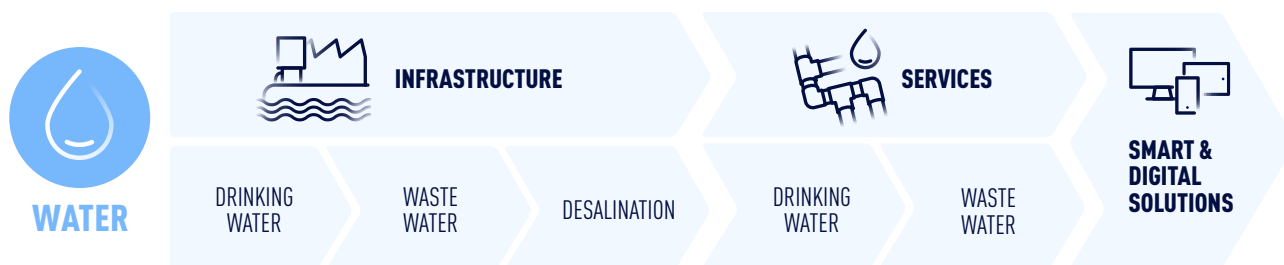 WATER
INFRASTRUCTURE
DRINKING
WATER
WASTE
WATER
DESALINATION
SERVICES
DRINKING
WATER
WASTE
WATER
SMART &
DIGITAL
SOLUTIONS